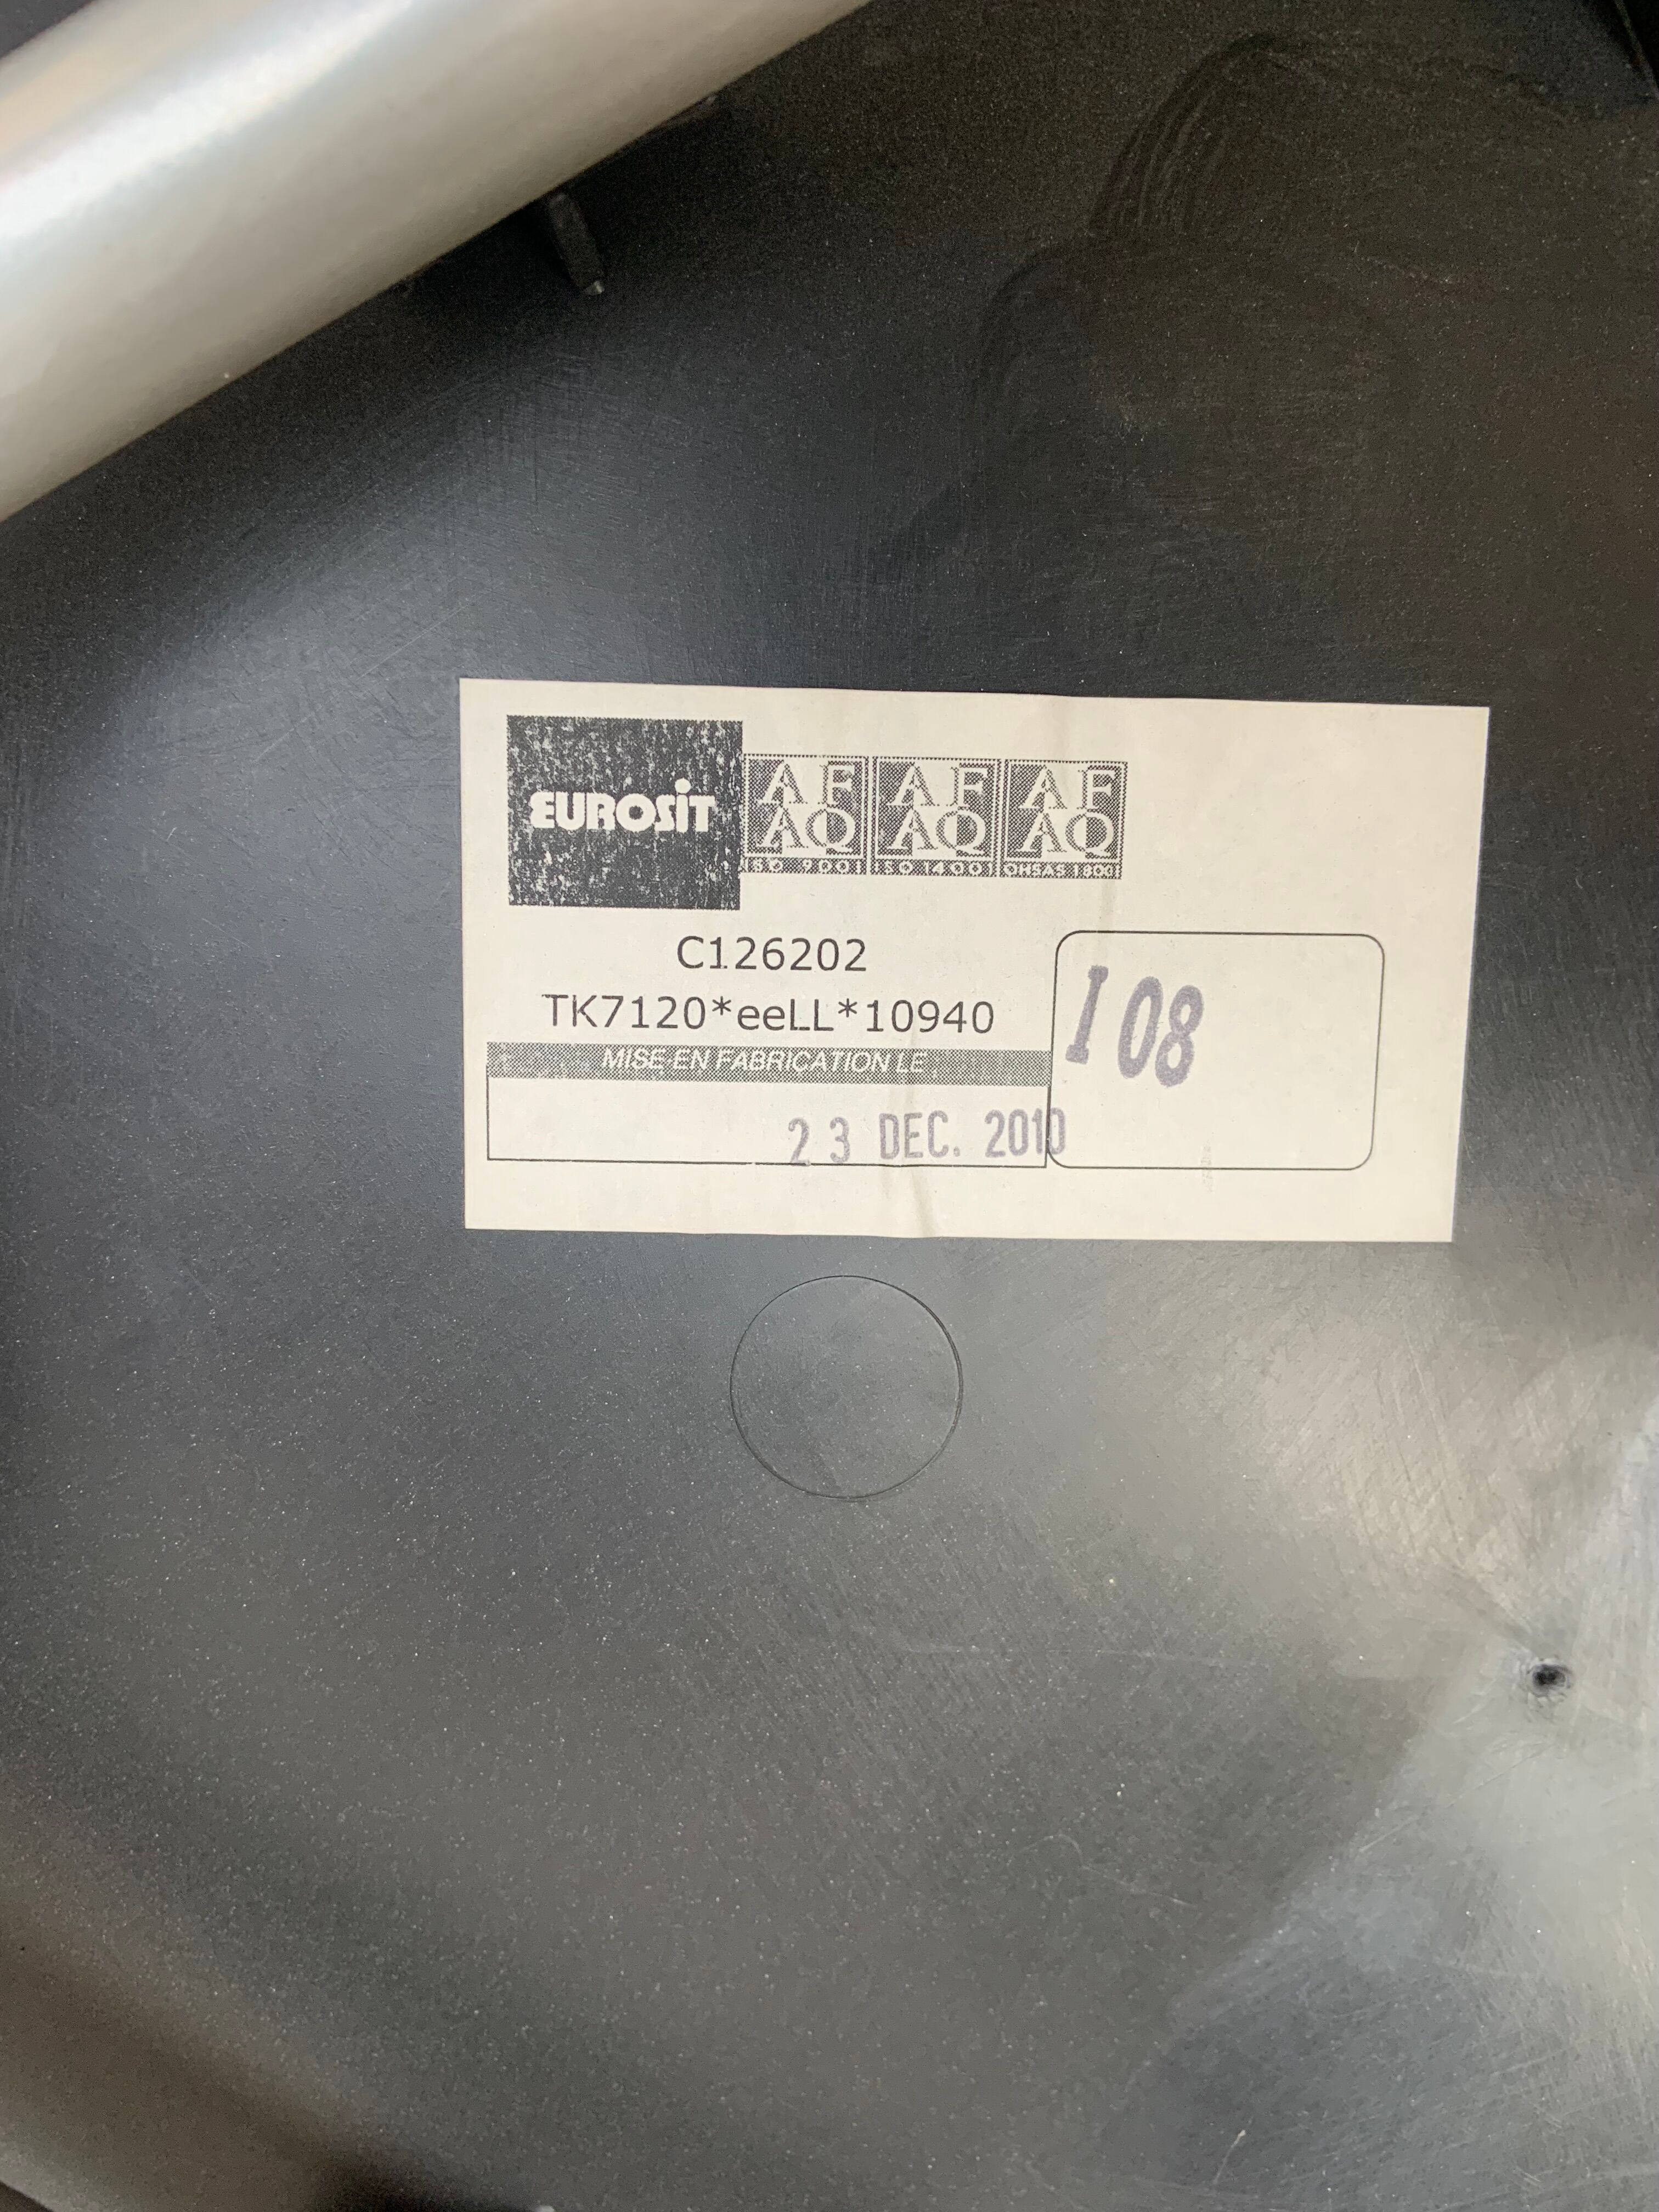 EUROSIT
AF AQ AF AQ AF AQ
ISO 9001 ISO 14001 OHSAS 18001
C126202
TK7120*eeLL*10940
I 08
MISE EN FABRICATION LE :
23 DEC. 2010